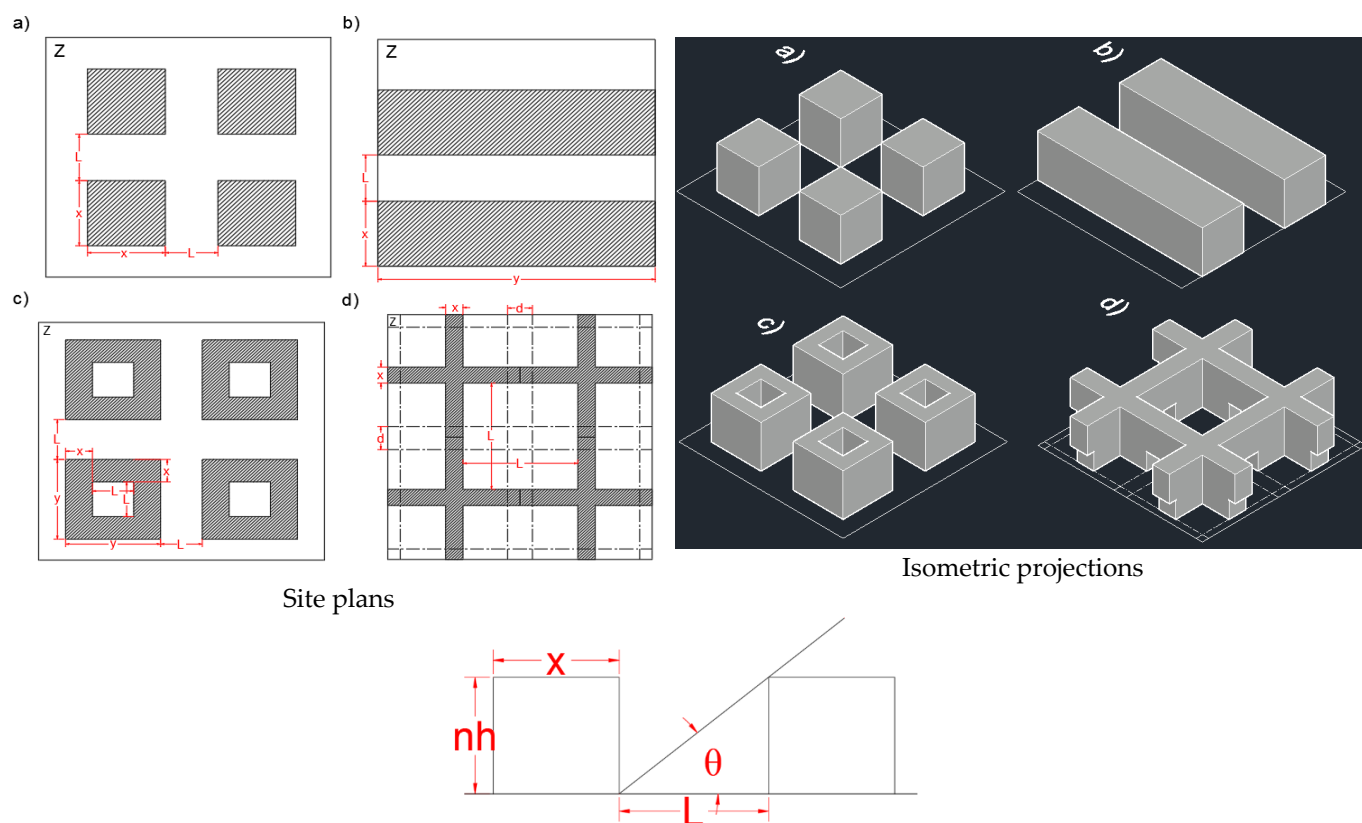 a)
Z
L
x
x
L
b)
Z
L
x
y
c)
Z
L
x
x
L
L
y
y
L
d)
x
d
Z
x
L
d
L
a)
b)
c)
d)
Site plans
Isometric projections
x
nh
θ
L